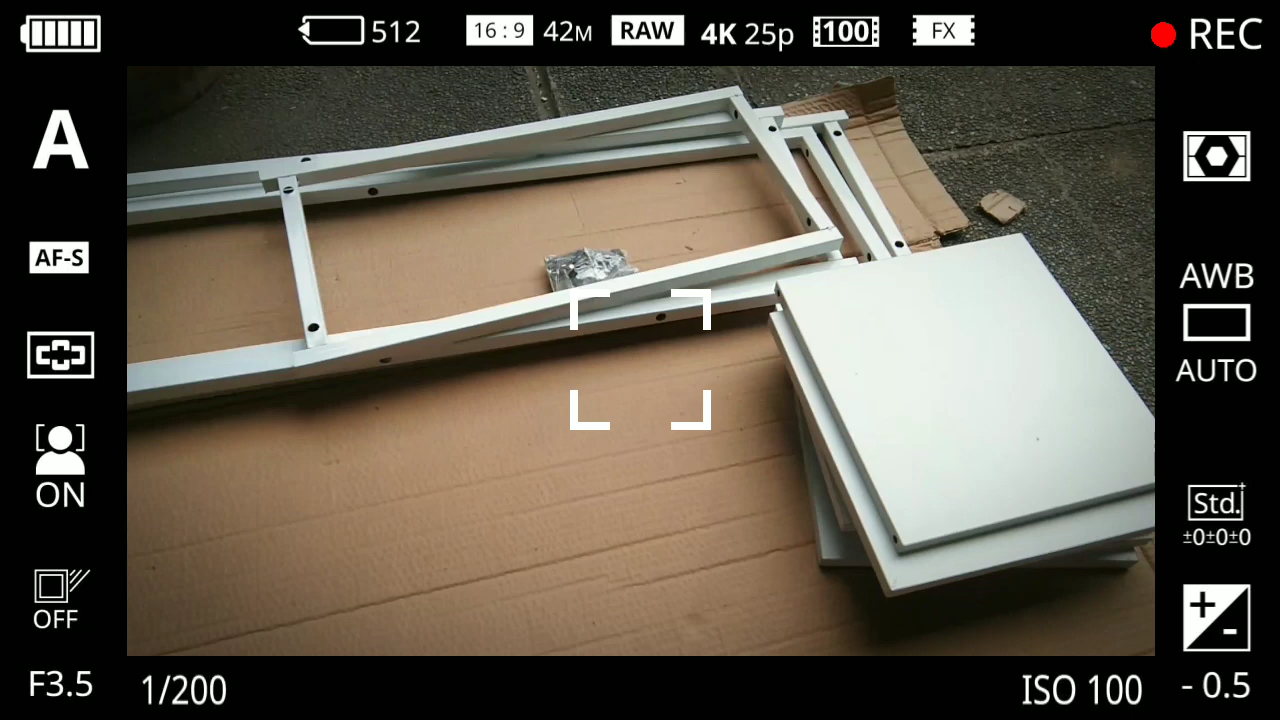 512 16 : 9 42M RAW 4K 25p 100 FX REC
A
AF-S
ON
OFF
F3.5
1/200
AWB
AUTO
Std.+
±0±0±0
+ -
ISO 100
- 0.5